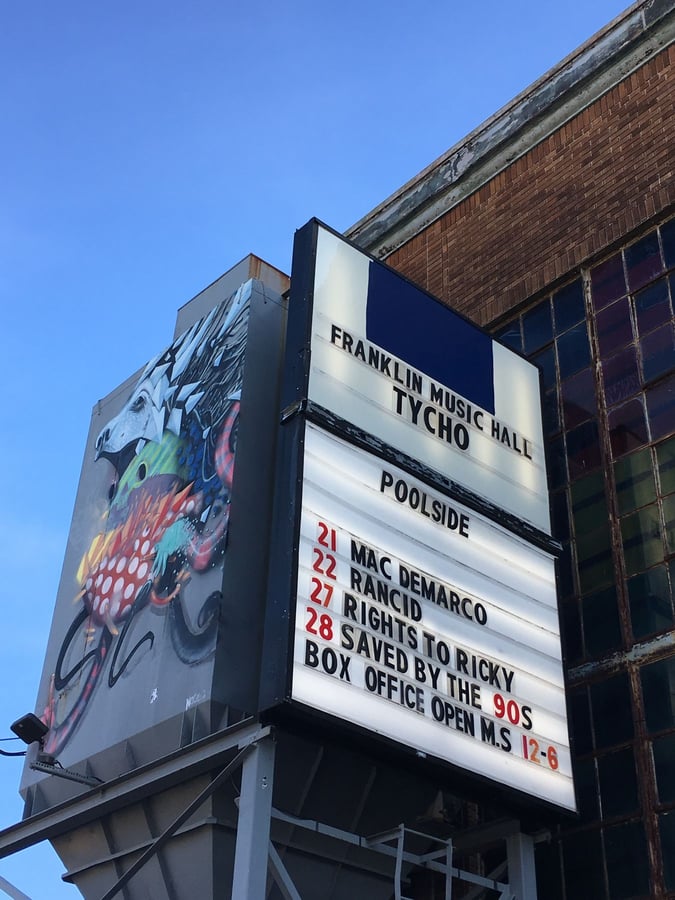 FRANKLIN MUSIC HALL
TYCHO
POOLSIDE
21 MAC DEMARCO
22 RANCID
27 RIGHTS TO RICKY
28 SAVED BY THE 90S
BOX OFFICE OPEN M.S 12-6